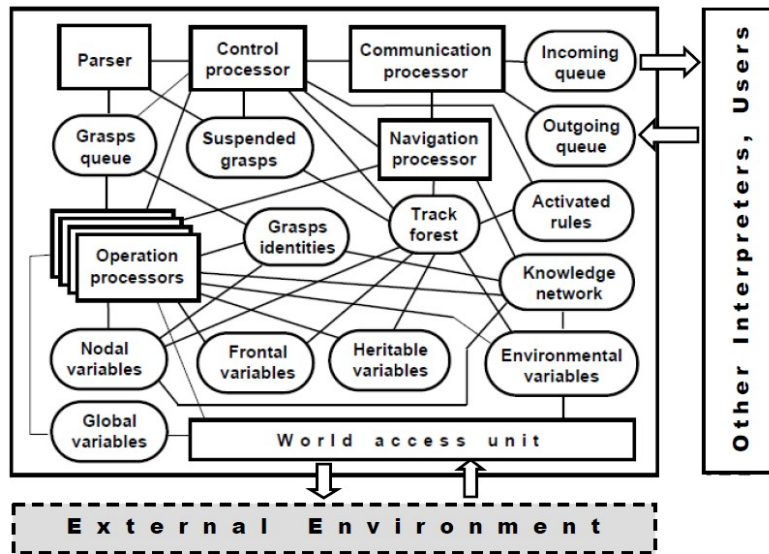 Parser
Control
processor
Communication
processor
Incoming
queue
Grasps
queue
Suspended
grasps
Navigation
processor
Outgoing
queue
Operation
processors
Grasps
identities
Track
forest
Activated
rules
Knowledge
network
Nodal
variables
Frontal
variables
Heritable
variables
Environmental
variables
Global
variables
World access unit
External Environment
Other Interpreters, Users